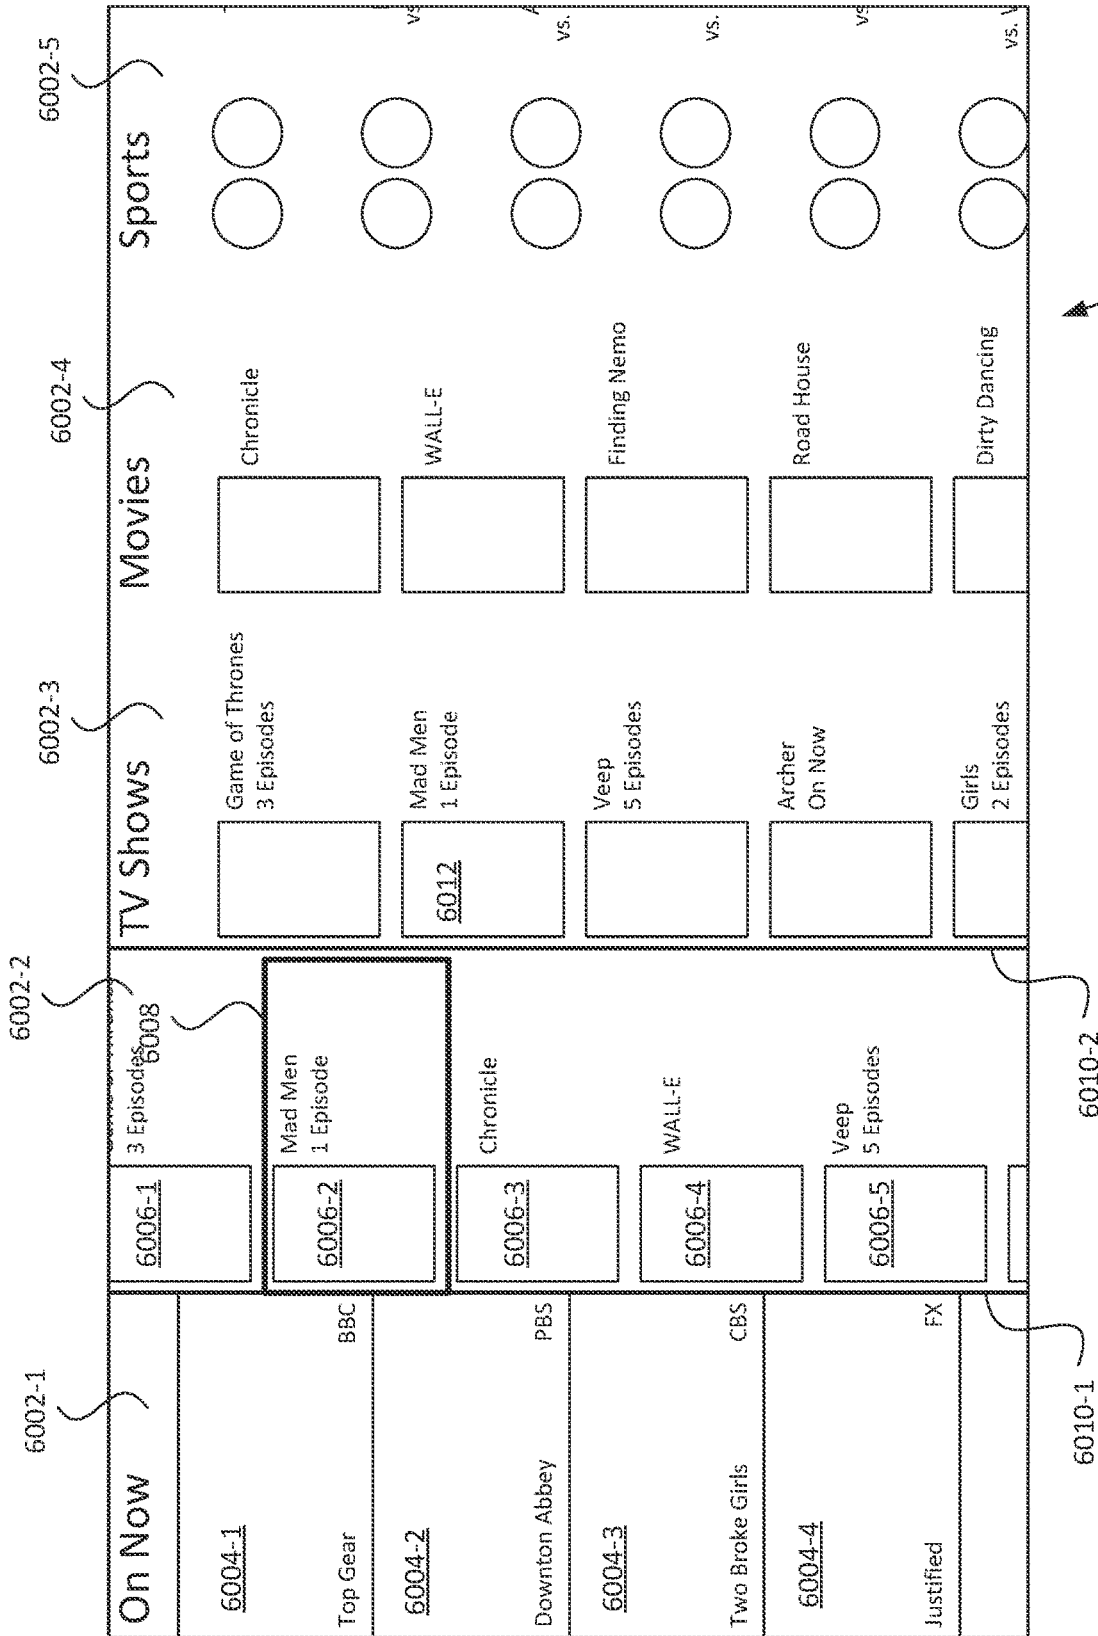 6002-1
6002-2
6002-3
6002-4
6002-5
On Now
6004-1
Top Gear BBC
6004-2
Downton Abbey PBS
6004-3
Two Broke Girls CBS
6004-4
Justified FX
6010-1
3 Episodes
6008
6006-1
Mad Men
1 Episode
6006-2
Chronicle
6006-3
WALL-E
6006-4
Veep
5 Episodes
6006-5
6010-2
TV Shows
Game of Thrones
3 Episodes
Mad Men
1 Episode
6012
Veep
5 Episodes
Archer
On Now
Girls
2 Episodes
Movies
Chronicle
WALL-E
Finding Nemo
Road House
Dirty Dancing
Sports
vs.
vs.
vs.
vs.
vs.